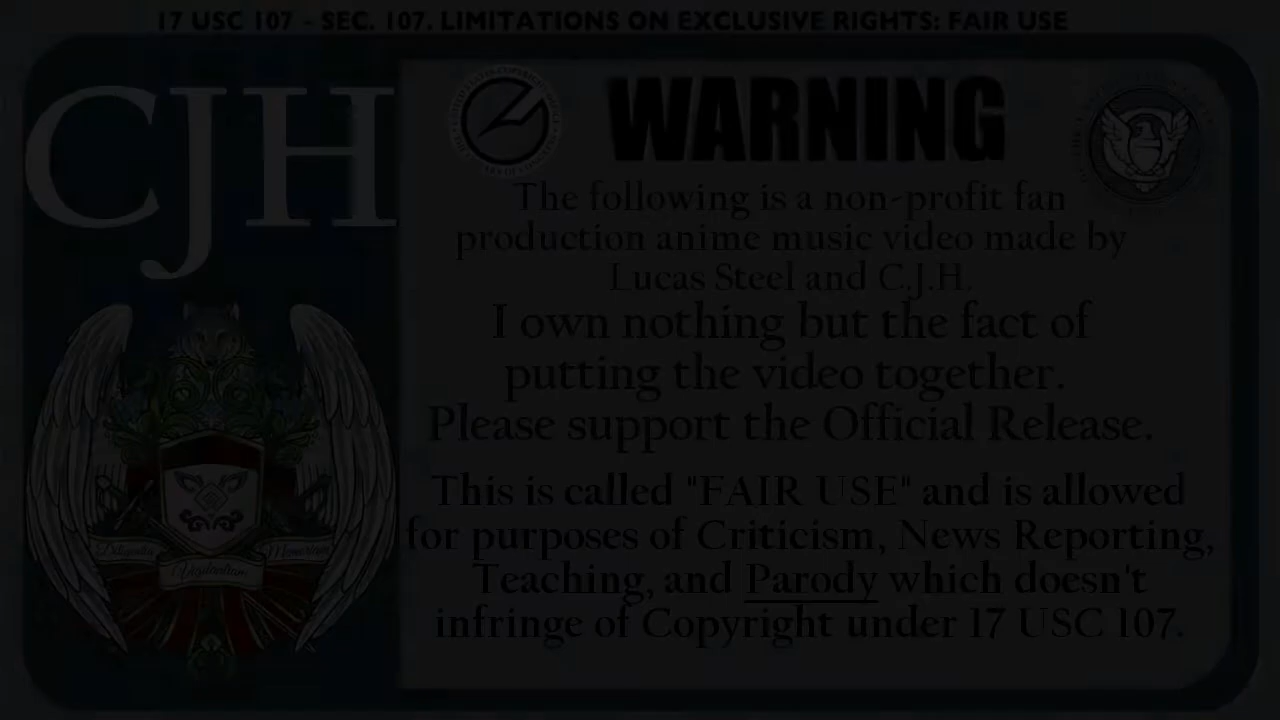 17 USC 107 - SEC. 107. LIMITATIONS ON EXCLUSIVE RIGHTS: FAIR USE
CJH
WARNING
The following is a non-profit fan
production anime music video made by
Lucas Steel and C.J.H.
I own nothing but the fact of
putting the video together.
Please support the Official Release.
This is called "FAIR USE" and is allowed
for purposes of Criticism, News Reporting,
Teaching, and Parody which doesn't
infringe of Copyright under 17 USC 107.